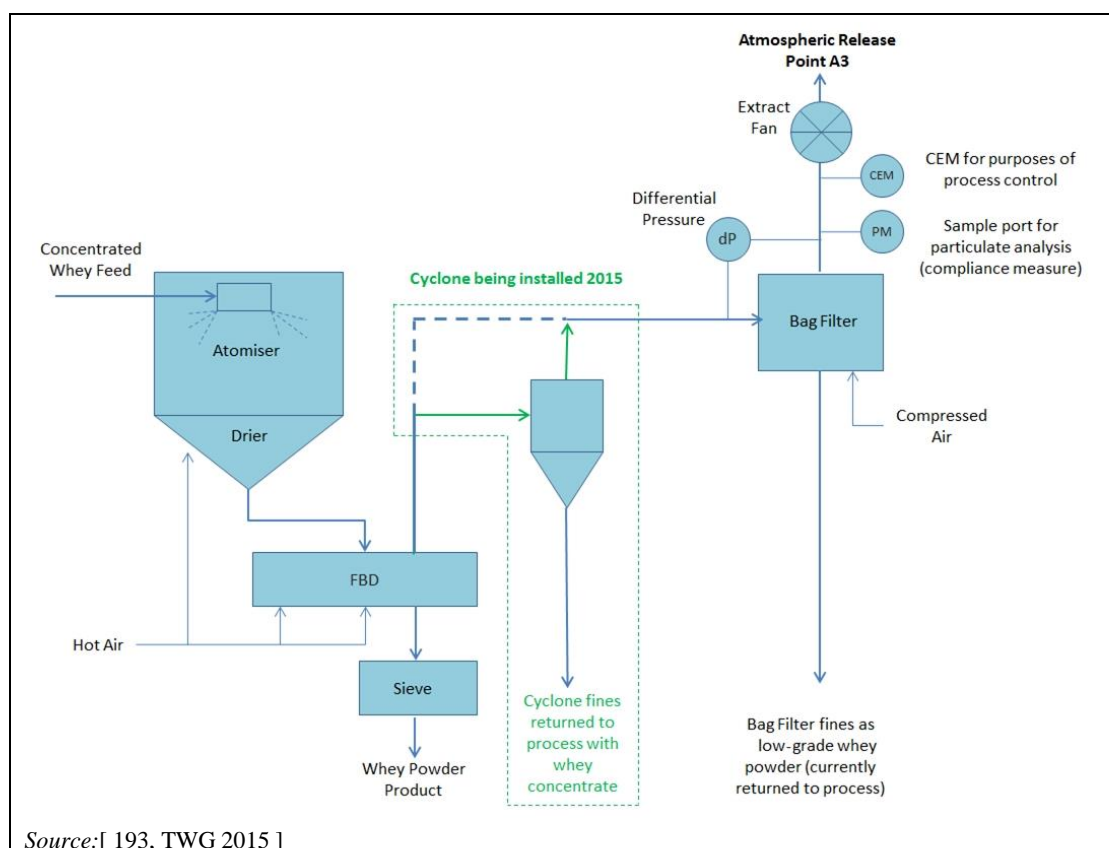 Atmospheric Release
Point A3
Extract
Fan
CEM
CEM for purposes of
process control
Differential
Pressure
dP
PM
Sample port for
particulate analysis
(compliance measure)
Concentrated
Whey Feed
Cyclone being installed 2015
Atomiser
Bag Filter
Drier
Compressed
Air
FBD
Hot Air
Sieve
Cyclone fines
returned to
process with
whey
concentrate
Whey Powder
Product
Bag Filter fines as
low-grade whey
powder (currently
returned to process)
Source:[ 193, TWG 2015 ]